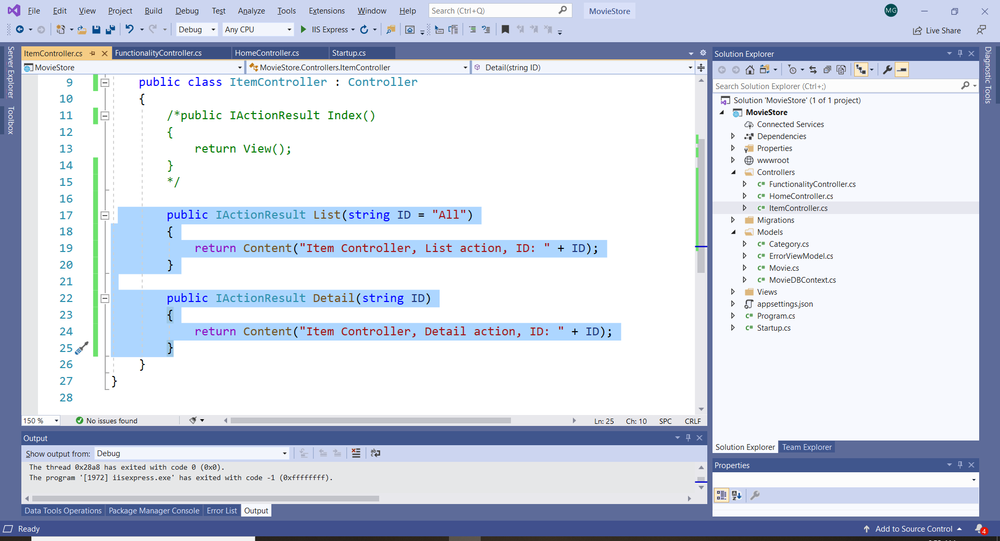 File Edit View Project Build Debug Test Analyze Tools Extensions Window Help Search (Ctrl+Q) MovieStore MG
Debug Any CPU IIS Express Live Share
Server Explorer
Toolbox
ItemController.cs FunctionalityController.cs HomeController.cs Startup.cs
MovieStore MovieStore.Controllers.ItemController Detail(string ID)
9 public class ItemController : Controller
10 {
11 /*public IActionResult Index()
12 {
13 return View();
14 }
15 */
16
17 public IActionResult List(string ID = "All")
18 {
19 return Content("Item Controller, List action, ID: " + ID);
20 }
21
22 public IActionResult Detail(string ID)
23 {
24 return Content("Item Controller, Detail action, ID: " + ID);
25 }
26 }
27 }
28
150 % No issues found Ln: 25 Ch: 10 SPC CRLF
Output
Show output from: Debug
The thread 0x28a8 has exited with code 0 (0x0).
The program '[1972] iisexpress.exe' has exited with code -1 (0xffffffff).
Data Tools Operations Package Manager Console Error List Output
Solution Explorer
Search Solution Explorer (Ctrl+;)
Solution 'MovieStore' (1 of 1 project)
MovieStore
Connected Services
Dependencies
Properties
wwwroot
Controllers
C# FunctionalityController.cs
C# HomeController.cs
C# ItemController.cs
Migrations
Models
C# Category.cs
C# ErrorViewModel.cs
C# Movie.cs
C# MovieDBContext.cs
Views
appsettings.json
C# Program.cs
C# Startup.cs
Solution Explorer Team Explorer
Properties
Diagnostic Tools
Ready Add to Source Control 4